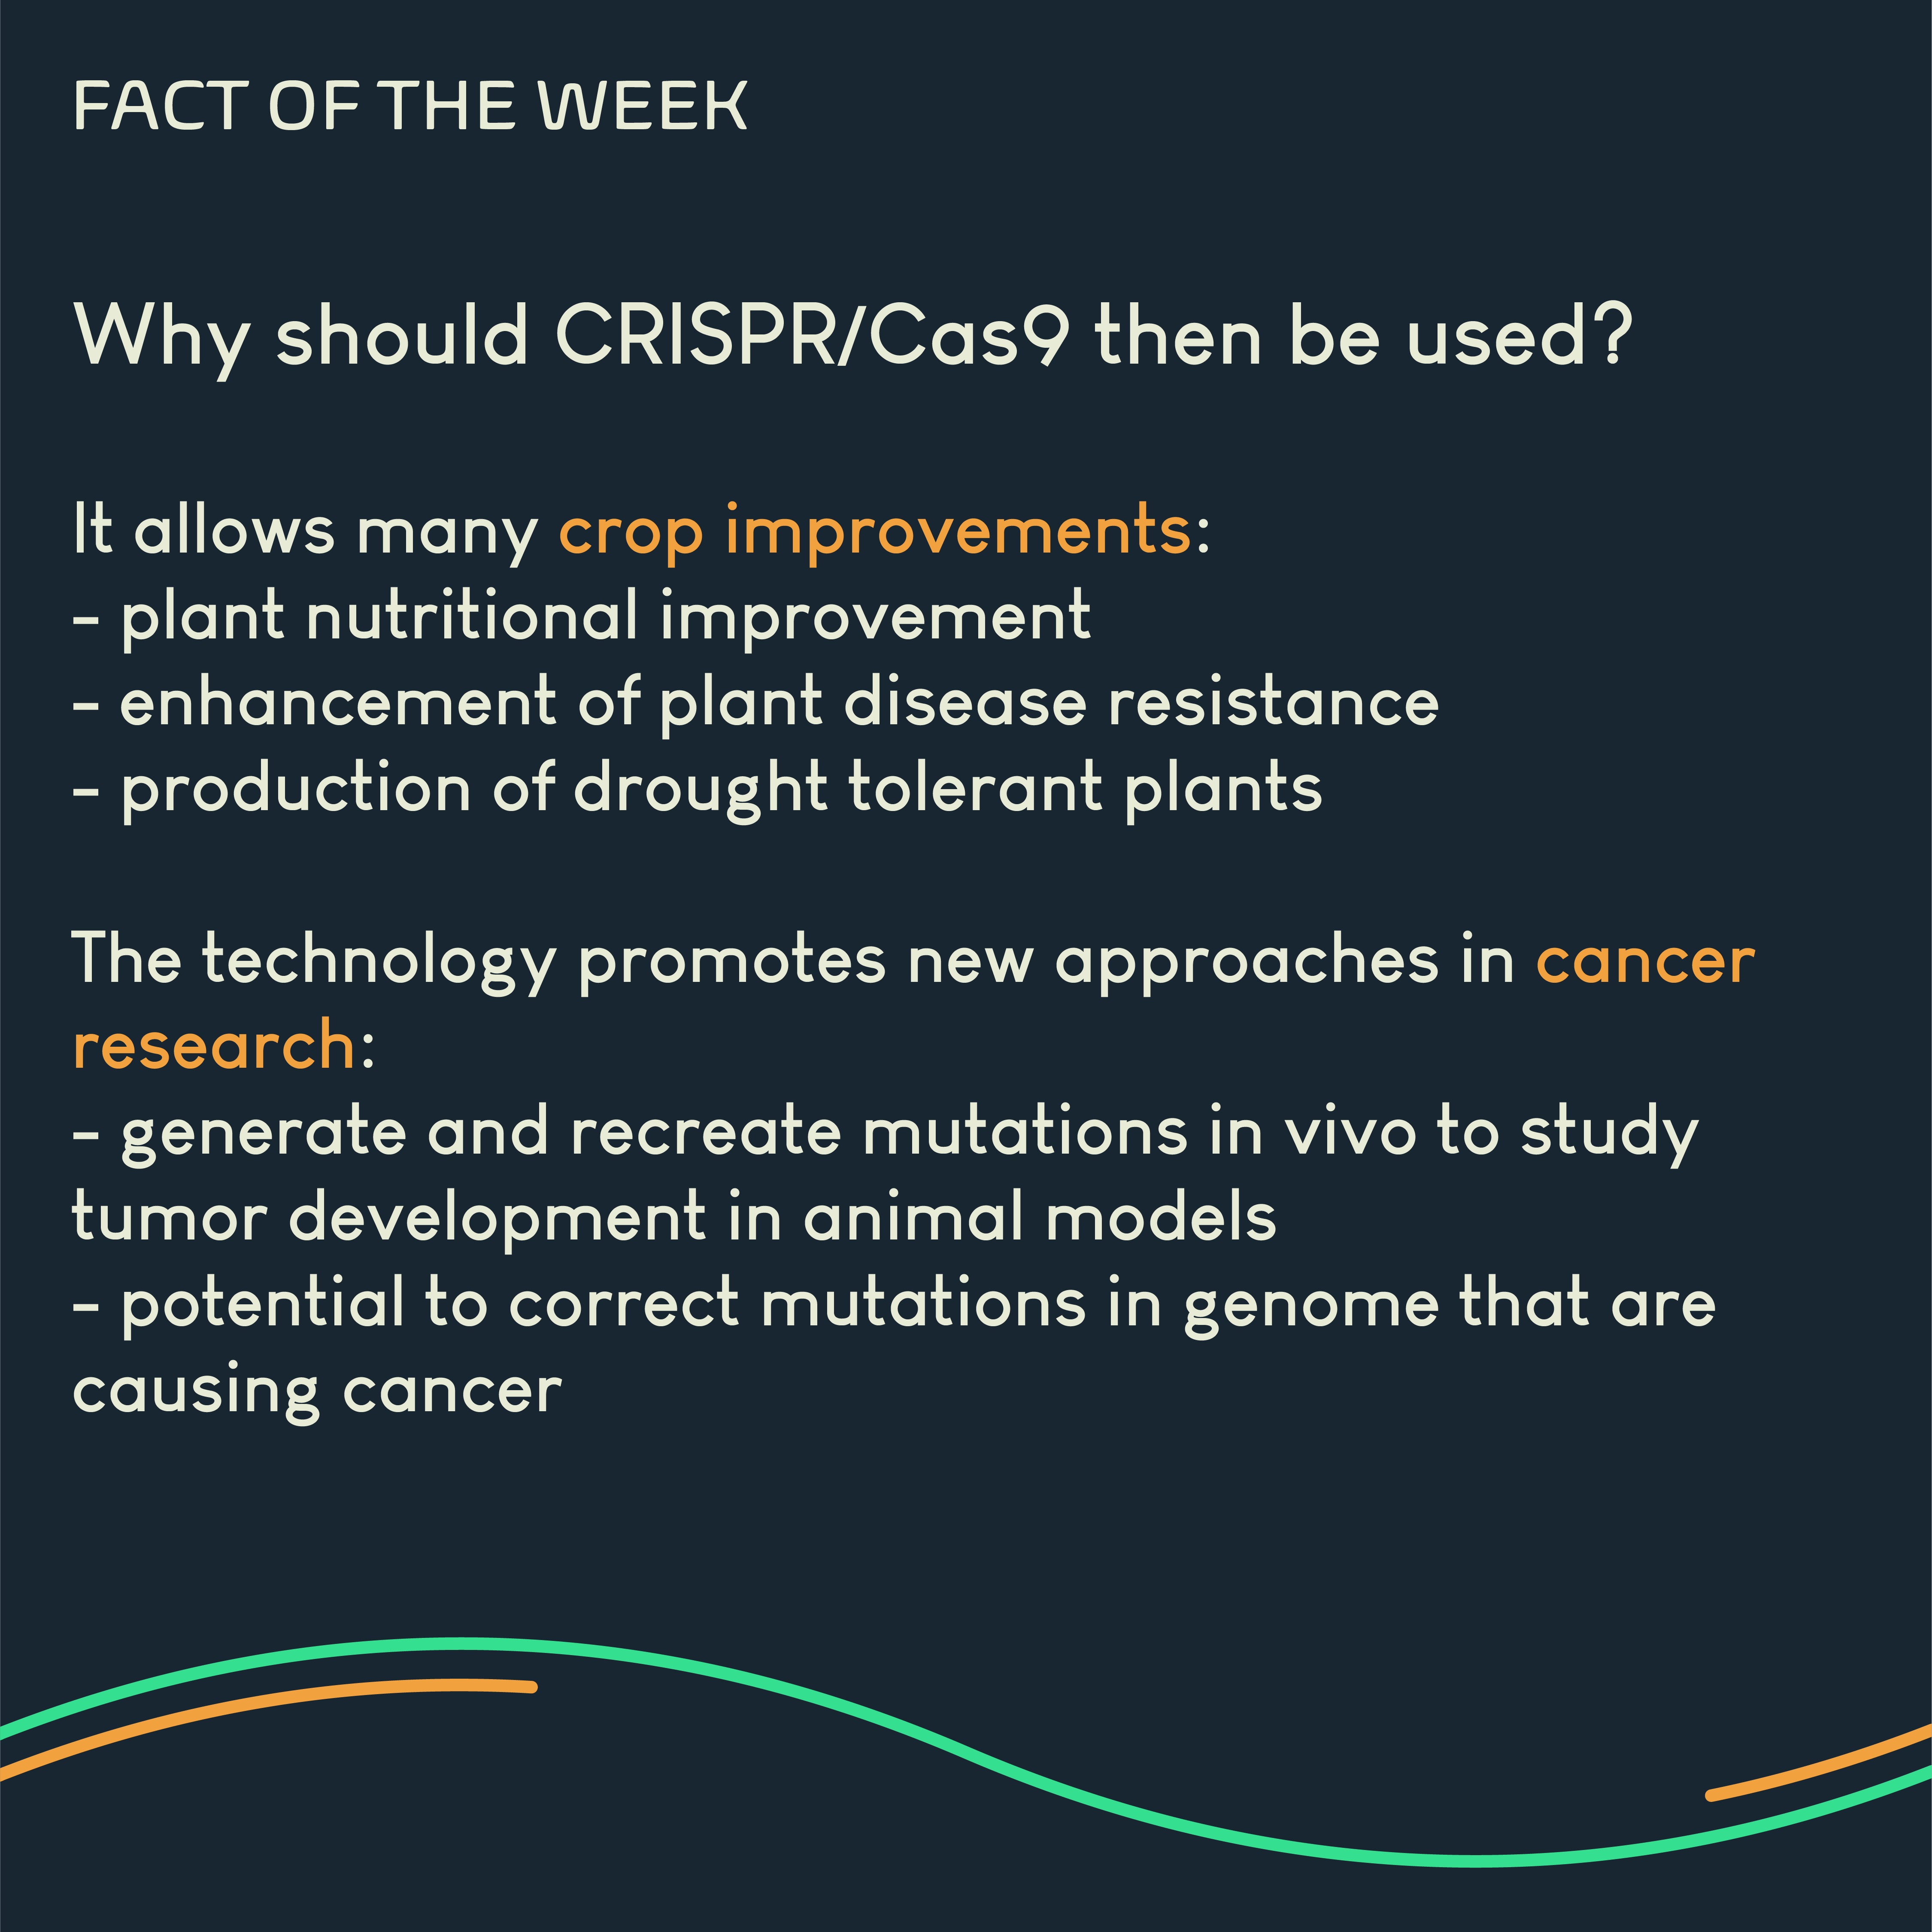 FACT OF THE WEEK
Why should CRISPR/Cas9 then be used?
It allows many crop improvements:
- plant nutritional improvement
- enhancement of plant disease resistance
- production of drought tolerant plants
The technology promotes new approaches in cancer
research:
- generate and recreate mutations in vivo to study
tumor development in animal models
- potential to correct mutations in genome that are
causing cancer